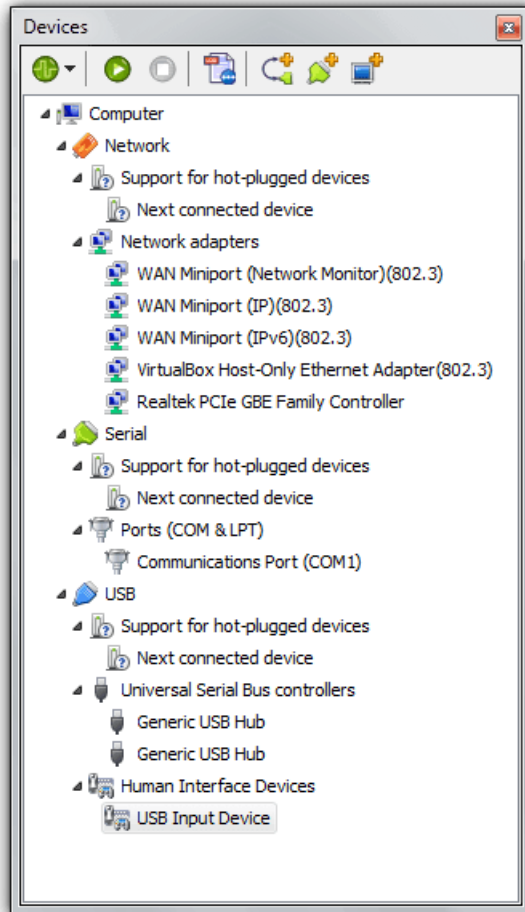 Devices
Computer
Network
Support for hot-plugged devices
Next connected device
Network adapters
WAN Miniport (Network Monitor)(802.3)
WAN Miniport (IP)(802.3)
WAN Miniport (IPv6)(802.3)
VirtualBox Host-Only Ethernet Adapter(802.3)
Realtek PCIe GBE Family Controller
Serial
Support for hot-plugged devices
Next connected device
Ports (COM & LPT)
Communications Port (COM1)
USB
Support for hot-plugged devices
Next connected device
Universal Serial Bus controllers
Generic USB Hub
Generic USB Hub
Human Interface Devices
USB Input Device